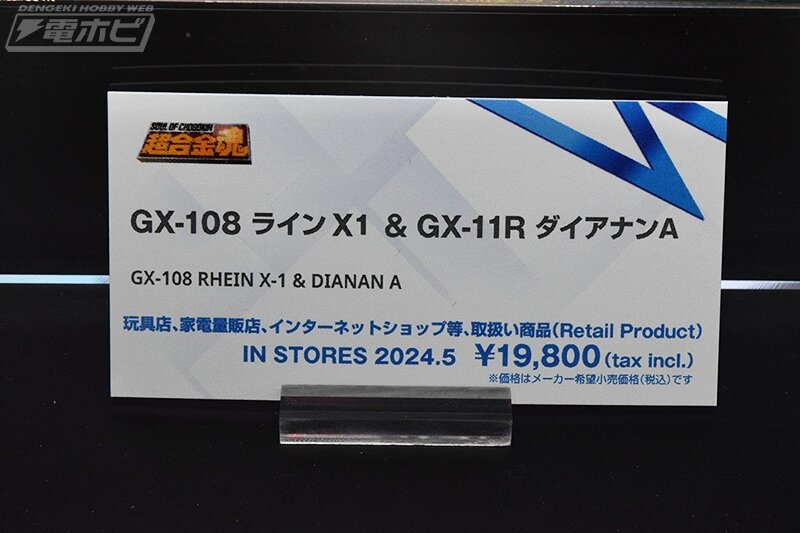 DENGEKI HOBBY WEB
電ホビ
SOUL OF CHOGOKIN
超合金魂
GX-108 ラインX1 & GX-11R ダイアナンA
GX-108 RHEIN X-1 & DIANAN A
玩具店、家電量販店、インターネットショップ等、取扱い商品(Retail Product)
IN STORES 2024.5 ¥19,800(tax incl.)
※価格はメーカー希望小売価格(税込)です